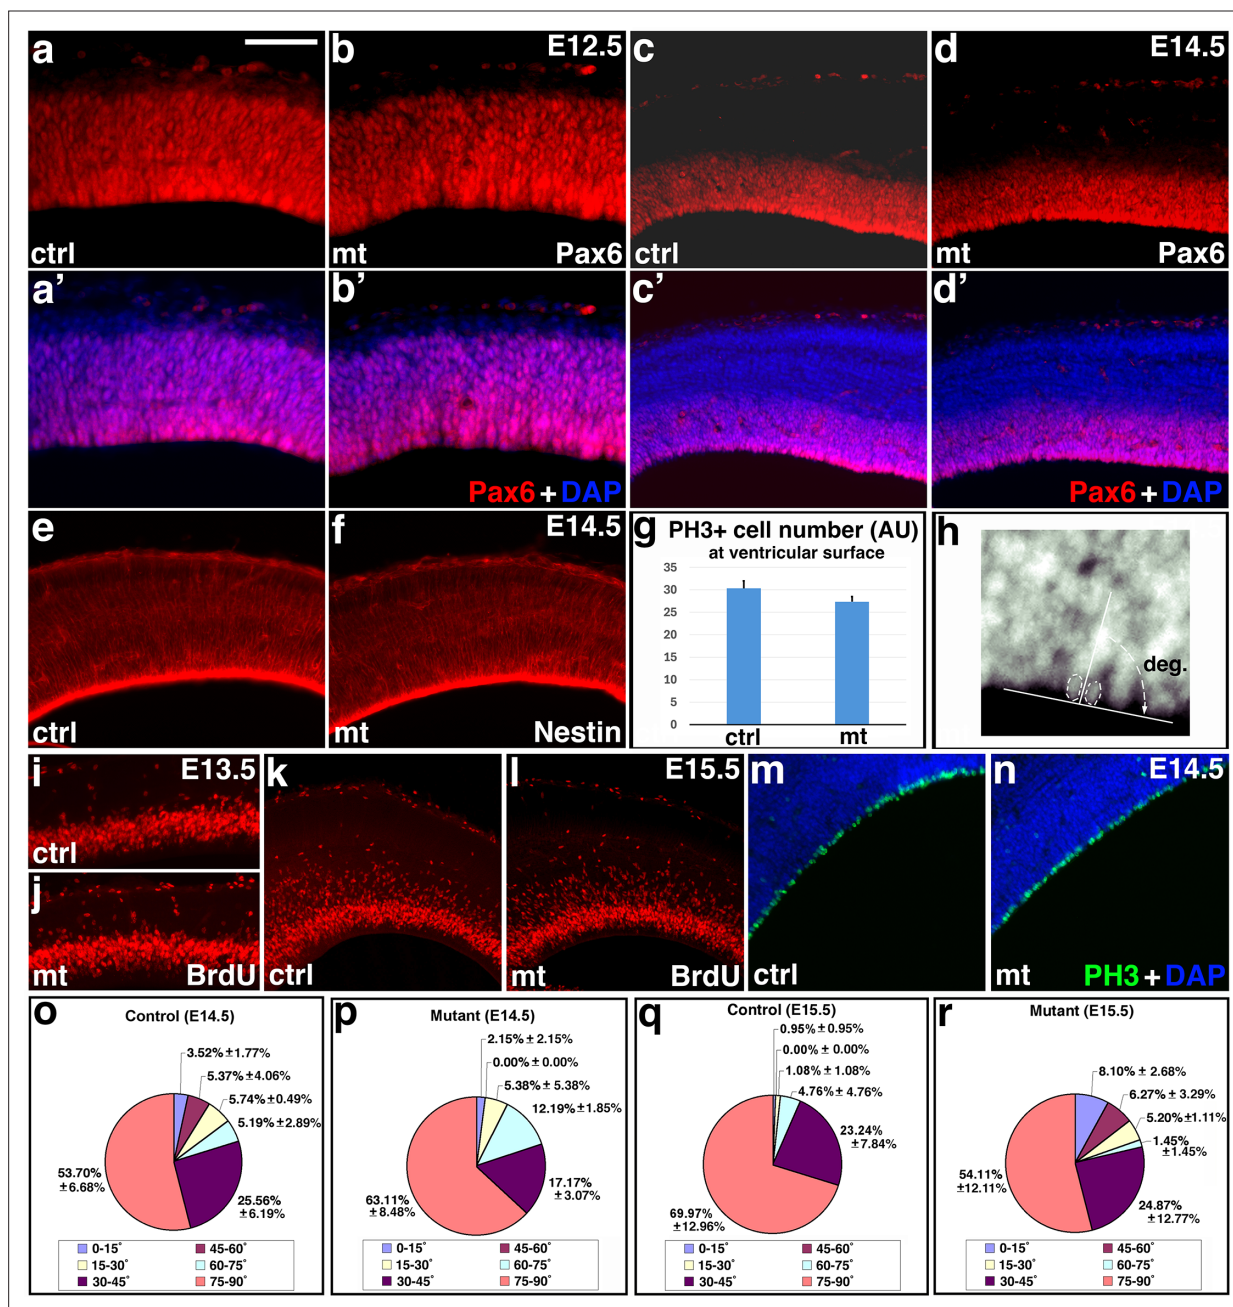 a
b
E12.5
c
d
E14.5
ctrl
mt
Pax6
ctrl
mt
Pax6
a’
b’
c’
d’
Pax6 + DAP
Pax6 + DAP
e
f
E14.5
g
PH3+ cell number (AU)
at ventricular surface
35
30
25
20
15
10
5
0
ctrl
mt
h
deg.
ctrl
mt
Nestin
i
E13.5
k
l
E15.5
m
n
E14.5
ctrl
j
mt
BrdU
ctrl
mt
BrdU
ctrl
mt
PH3 + DAP
o
Control (E14.5)
3.52% ±1.77%
5.37% ±4.06%
5.74% ±0.49%
5.19% ±2.89%
53.70%
±6.68%
25.56%
±6.19%
0-15°
45-60°
15-30°
60-75°
30-45°
75-90°
p
Mutant (E14.5)
2.15% ± 2.15%
0.00% ± 0.00%
5.38% ± 5.38%
12.19% ±1.85%
17.17%
±3.07%
63.11%
±8.48%
0-15°
45-60°
15-30°
60-75°
30-45°
75-90°
q
Control (E15.5)
0.95% ± 0.95%
0.00% ± 0.00%
1.08% ± 1.08%
4.76% ± 4.76%
23.24%
±7.84%
69.97%
±12.96%
0-15°
45-60°
15-30°
60-75°
30-45°
75-90°
r
Mutant (E15.5)
8.10% ± 2.68%
6.27% ± 3.29%
5.20% ±1.11%
1.45%
±1.45%
54.11%
±12.11%
24.87%
±12.77%
0-15°
45-60°
15-30°
60-75°
30-45°
75-90°